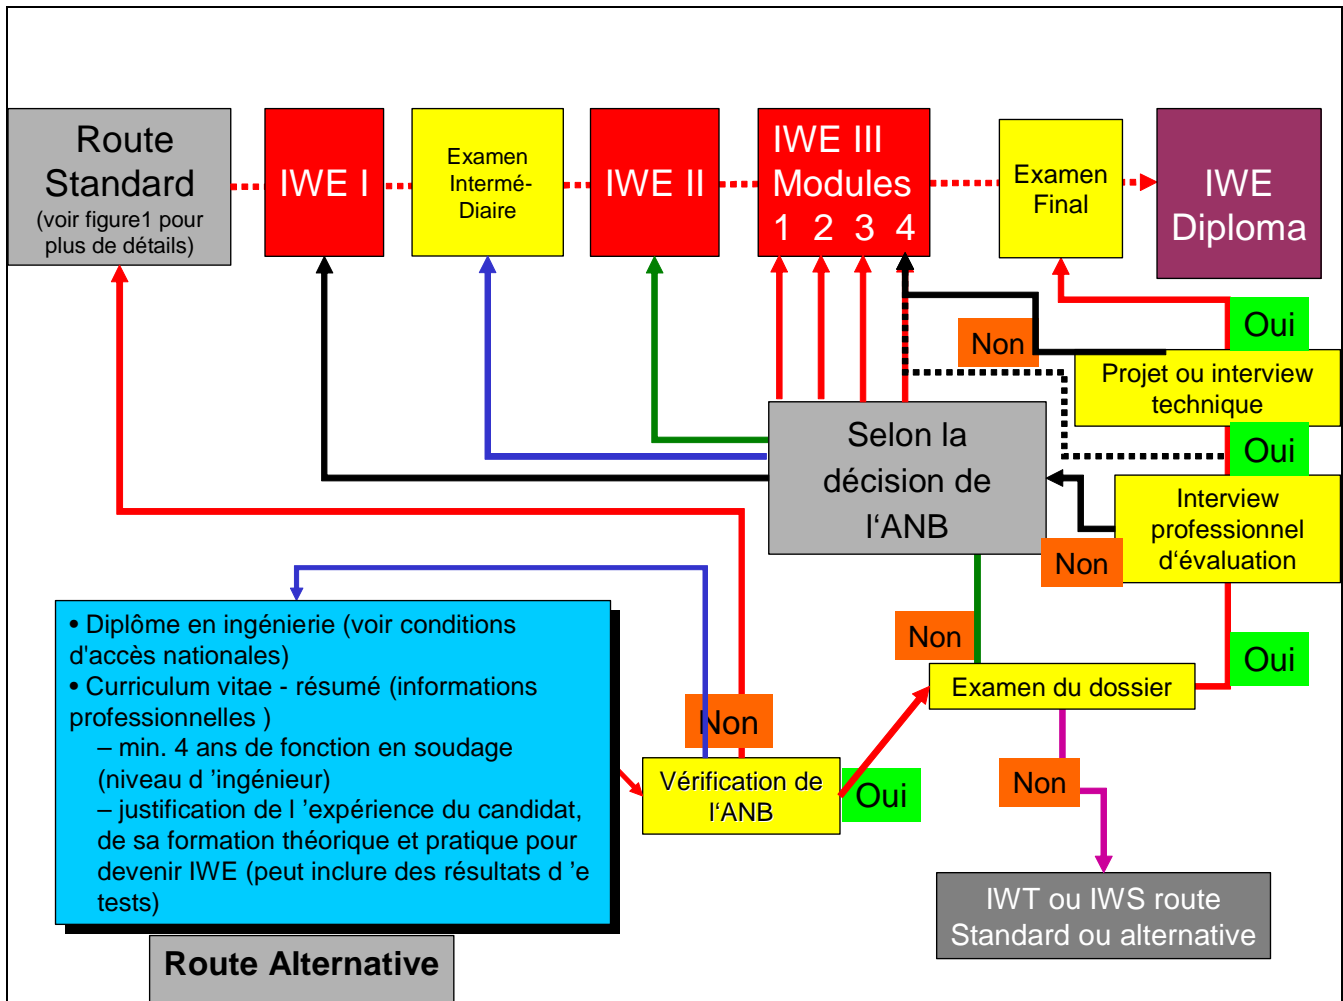 Route
Standard
(voir figure1 pour
plus de détails)
IWE I
Examen
Intermé-
Diaire
IWE II
IWE III
Modules
1 2 3 4
Examen
Final
IWE
Diploma
Oui
Non
Projet ou interview
technique
Oui
Selon la
décision de
l‘ANB
Interview
professionnel
d‘évaluation
Non
Non
Oui
Examen du dossier
• Diplôme en ingénierie (voir conditions
d'accès nationales)
• Curriculum vitae - résumé (informations
professionnelles )
– min. 4 ans de fonction en soudage
(niveau d ’ingénieur)
– justification de l ’expérience du candidat,
de sa formation théorique et pratique pour
devenir IWE (peut inclure des résultats d ’e
tests)
Non
Vérification de
l‘ANB
Oui
Non
IWT ou IWS route
Standard ou alternative
Route Alternative